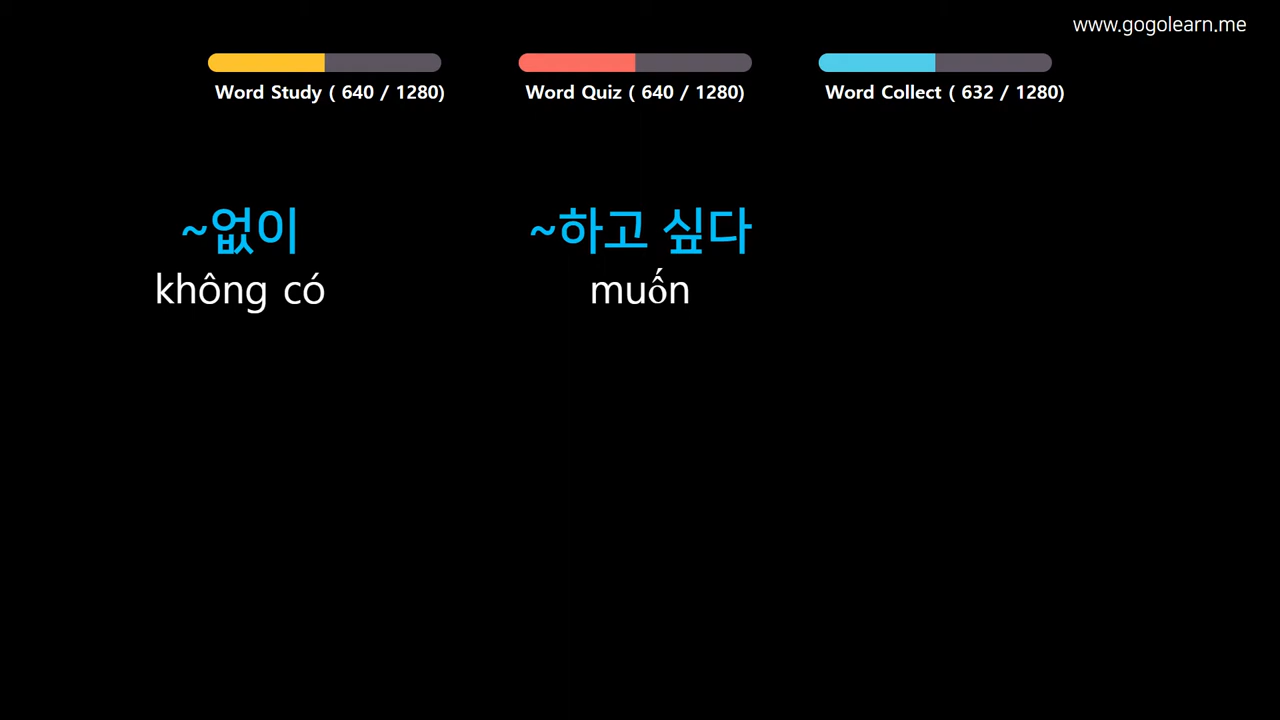 www.gogolearn.me
Word Study ( 640 / 1280)
Word Quiz ( 640 / 1280)
Word Collect ( 632 / 1280)
~없이
không có
~하고 싶다
muốn